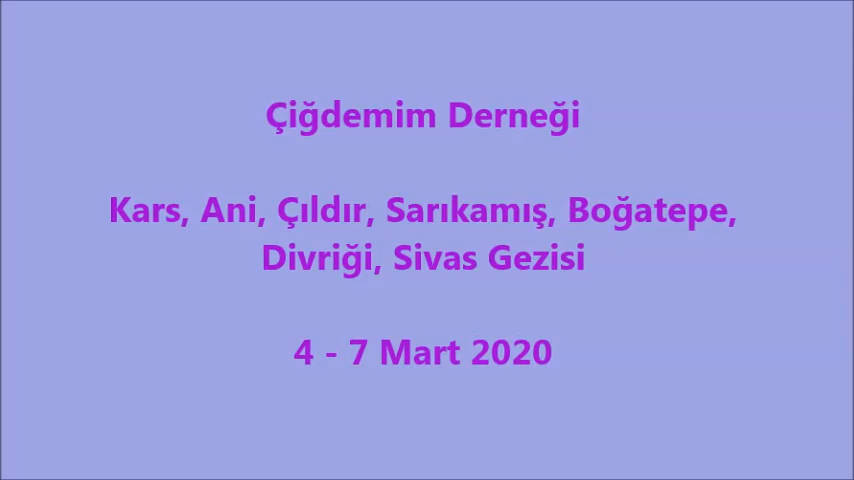 Çiğdemim Derneği
Kars, Ani, Çıldır, Sarıkamış, Boğatepe,
Divriği, Sivas Gezisi
4 - 7 Mart 2020